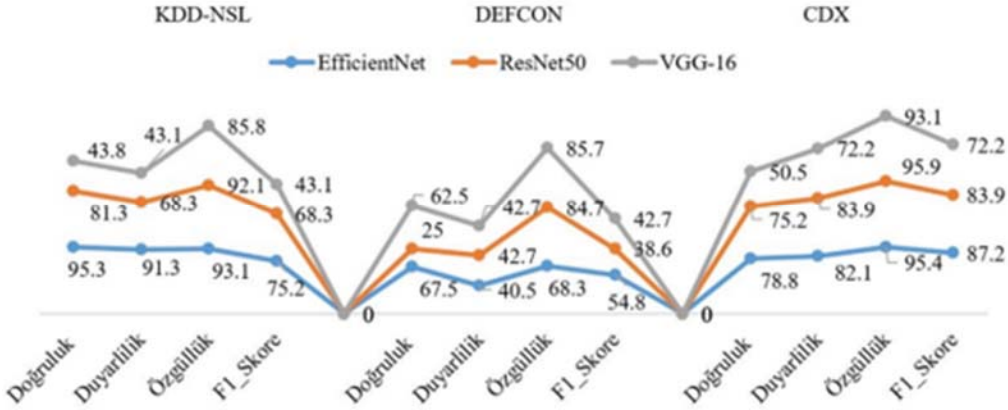 KDD-NSL DEFCON CDX
EfficientNet ResNet50 VGG-16
43.8 43.1 85.8 43.1 62.5 42.7 85.7 42.7 50.5 72.2 93.1 72.2
81.3 68.3 92.1 68.3 25 42.7 84.7 38.6 75.2 83.9 95.9 83.9
95.3 91.3 93.1 75.2 0 67.5 40.5 68.3 54.8 0 78.8 82.1 95.4 87.2
Doğruluk Duyarlilik Özgüllük F1_Skore Doğruluk Duyarlilik Özgüllük F1_Skore Doğruluk Duyarlilik Özgüllük F1_Skore